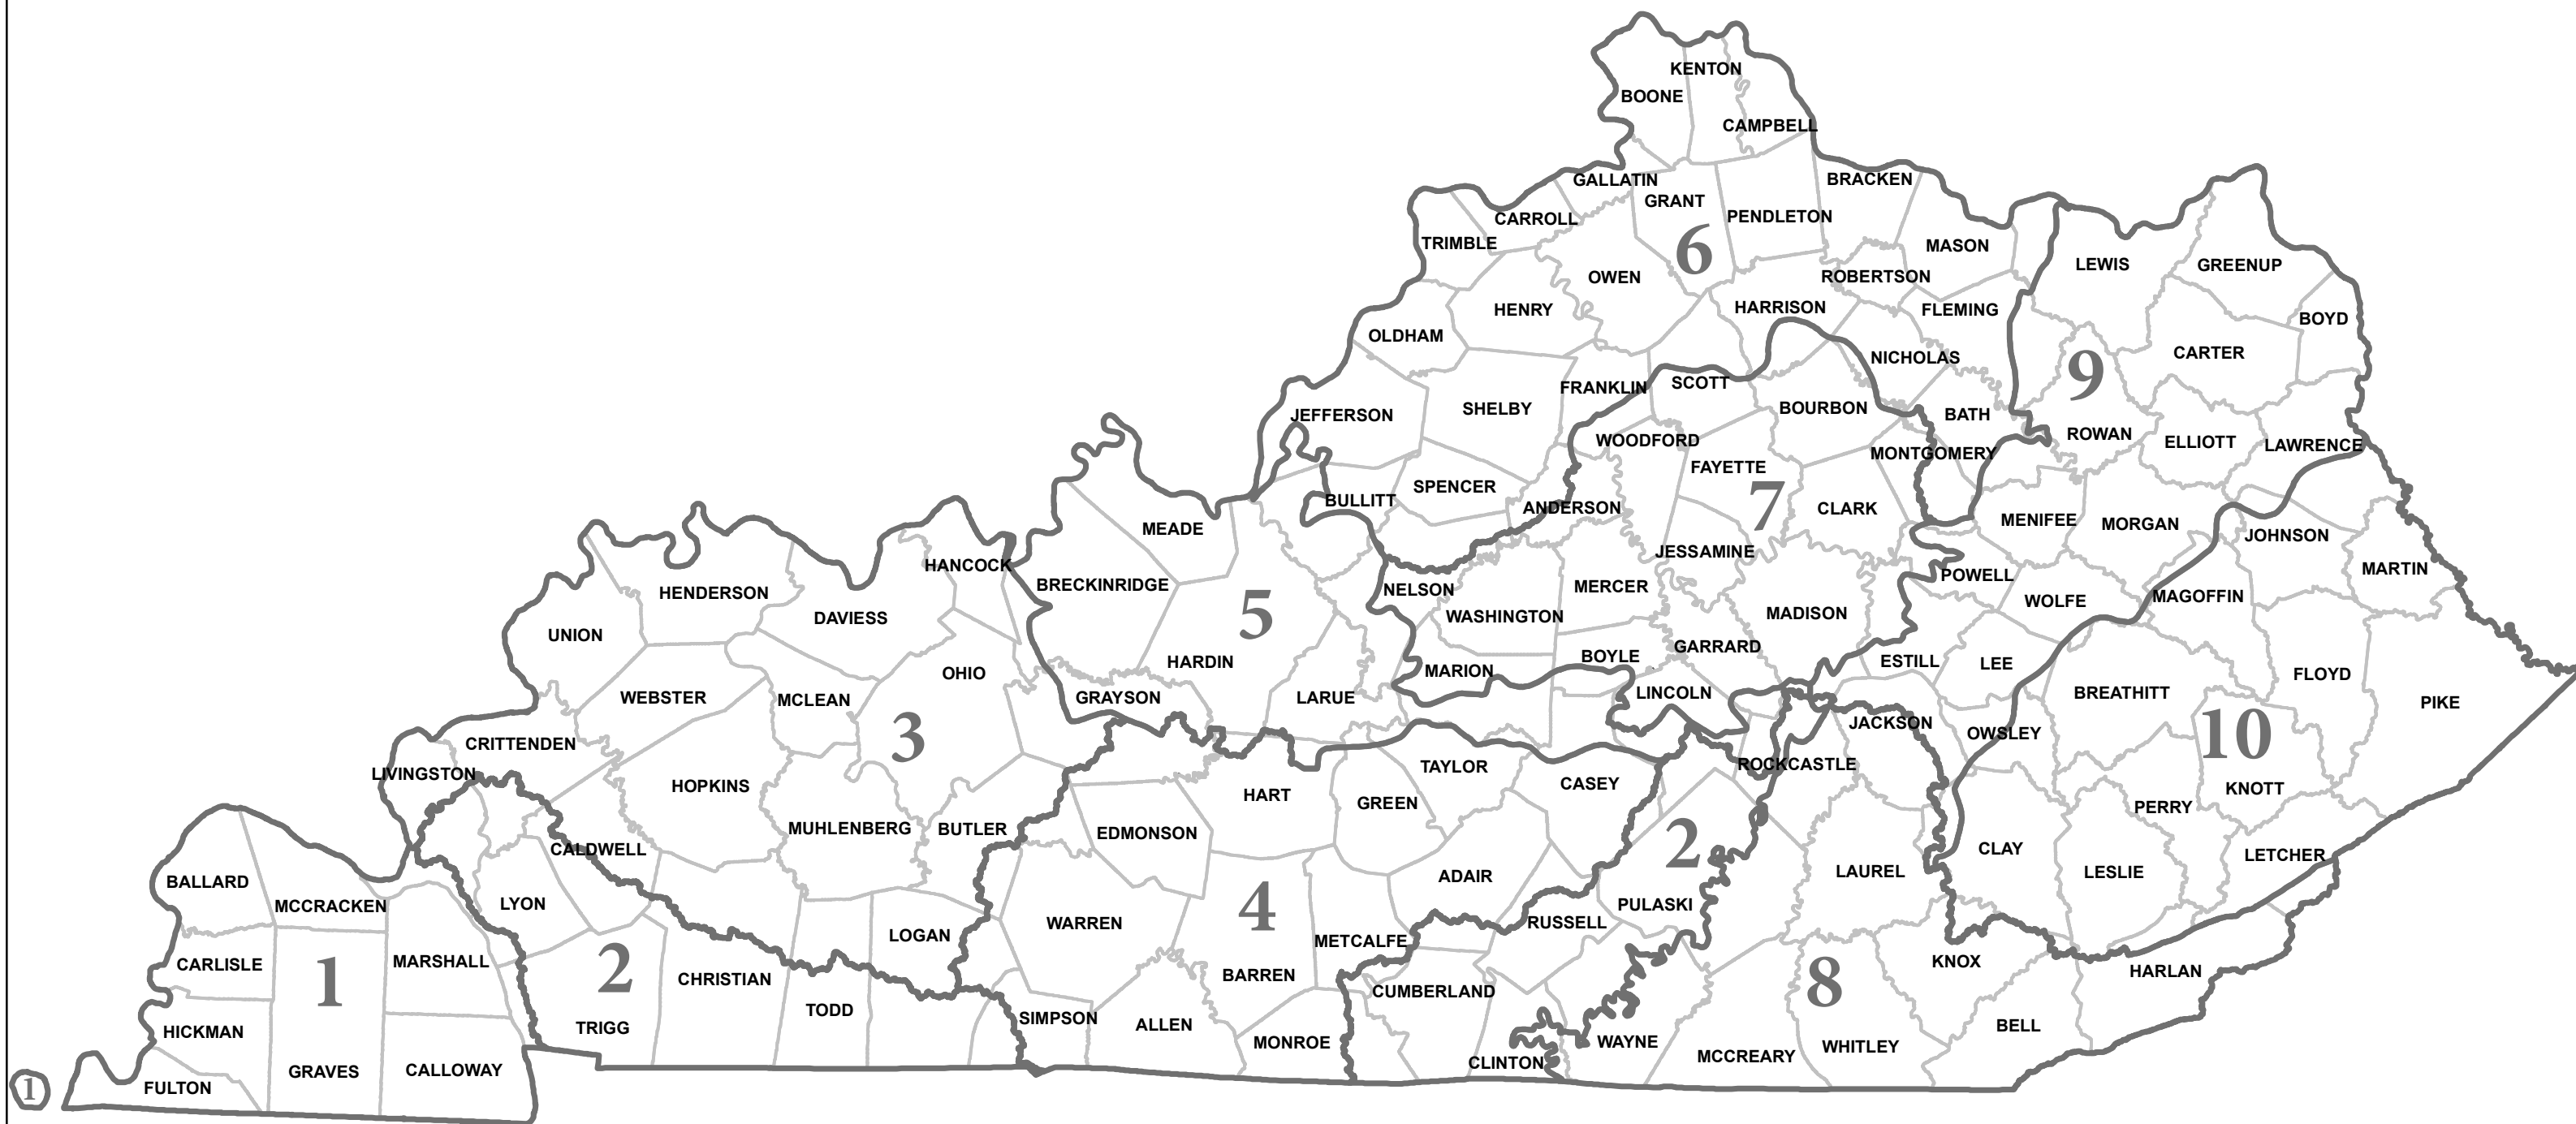 KENTON
BOONE
CAMPBELL
GALLATIN
BRACKEN
GRANT
CARROLL
PENDLETON
TRIMBLE
MASON
6
LEWIS
GREENUP
OWEN
ROBERTSON
HENRY
HARRISON
FLEMING
BOYD
OLDHAM
CARTER
NICHOLAS
9
FRANKLIN
SCOTT
SHELBY
BOURBON
JEFFERSON
BATH
ROWAN
WOODFORD
ELLIOTT
LAWRENCE
MONTGOMERY
FAYETTE
SPENCER
BULLITT
7
ANDERSON
CLARK
MENIFEE
MORGAN
MEADE
JOHNSON
JESSAMINE
HANCOCK
MARTIN
POWELL
BRECKINRIDGE
NELSON
MERCER
HENDERSON
MAGOFFIN
WOLFE
MADISON
5
WASHINGTON
DAVIESS
UNION
GARRARD
BOYLE
HARDIN
ESTILL
LEE
MARION
OHIO
FLOYD
LINCOLN
BREATHITT
GRAYSON
WEBSTER
LARUE
MCLEAN
PIKE
JACKSON
OWSLEY
10
3
CRITTENDEN
ROCKCASTLE
TAYLOR
LIVINGSTON
CASEY
HOPKINS
KNOTT
HART
GREEN
PERRY
MUHLENBERG
BUTLER
EDMONSON
2
CALDWELL
CLAY
LETCHER
LAUREL
LESLIE
ADAIR
BALLARD
LYON
PULASKI
MCCRACKEN
4
WARREN
RUSSELL
LOGAN
METCALFE
MARSHALL
KNOX
CARLISLE
2
HARLAN
BARREN
CHRISTIAN
8
1
CUMBERLAND
TODD
SIMPSON
ALLEN
BELL
TRIGG
HICKMAN
MONROE
WAYNE
WHITLEY
MCCREARY
CLINTON
CALLOWAY
GRAVES
FULTON
1